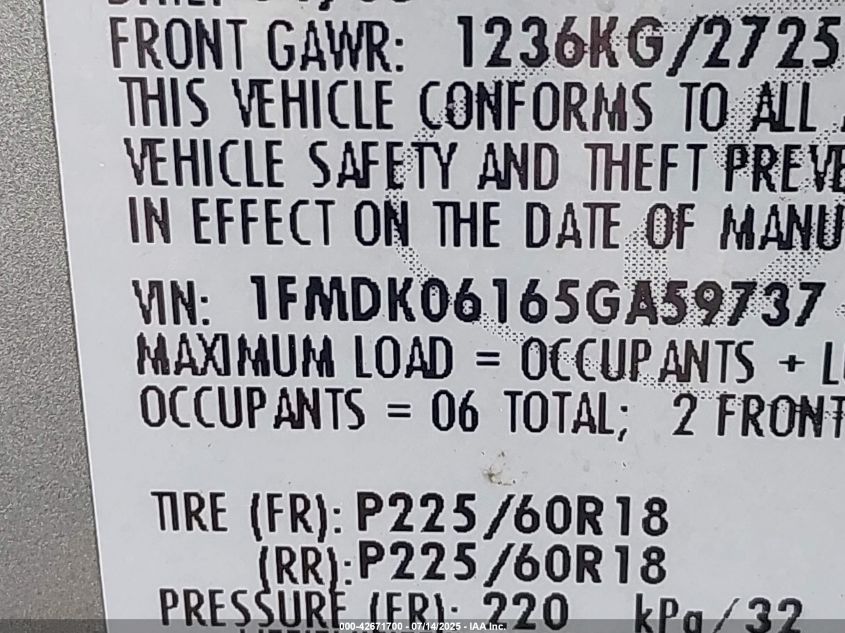 FRONT GAWR: 1236KG/2725
THIS VEHICLE CONFORMS TO ALL
VEHICLE SAFETY AND THEFT PREVE
IN EFFECT ON THE DATE OF MANU
VIN: 1FMDK06165GA59737
MAXIMUM LOAD = OCCUPANTS + L
OCCUPANTS = 06 TOTAL; 2 FRONT
TIRE (FR): P225/60R18
(RR): P225/60R18
PRESSURE (FR): 220 kPa/32
000-42671700 - 07/14/2025 - IAA Inc.